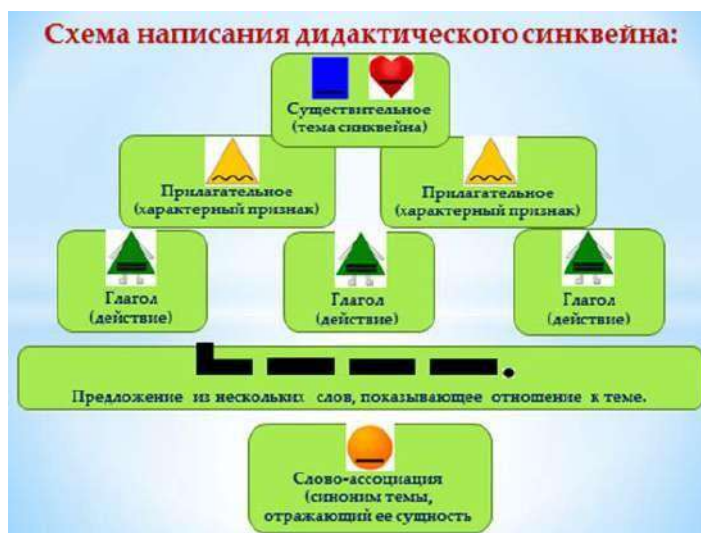 Схема написания дидактического синквейна:
Существительное
(тема синквейна)
Прилагательное
(характерный признак)
Прилагательное
(характерный признак)
Глагол
(действие)
Глагол
(действие)
Глагол
(действие)
Предложение из нескольких слов, показывающее отношение к теме.
Слово-ассоциация
(синоним темы,
отражающий ее сущность